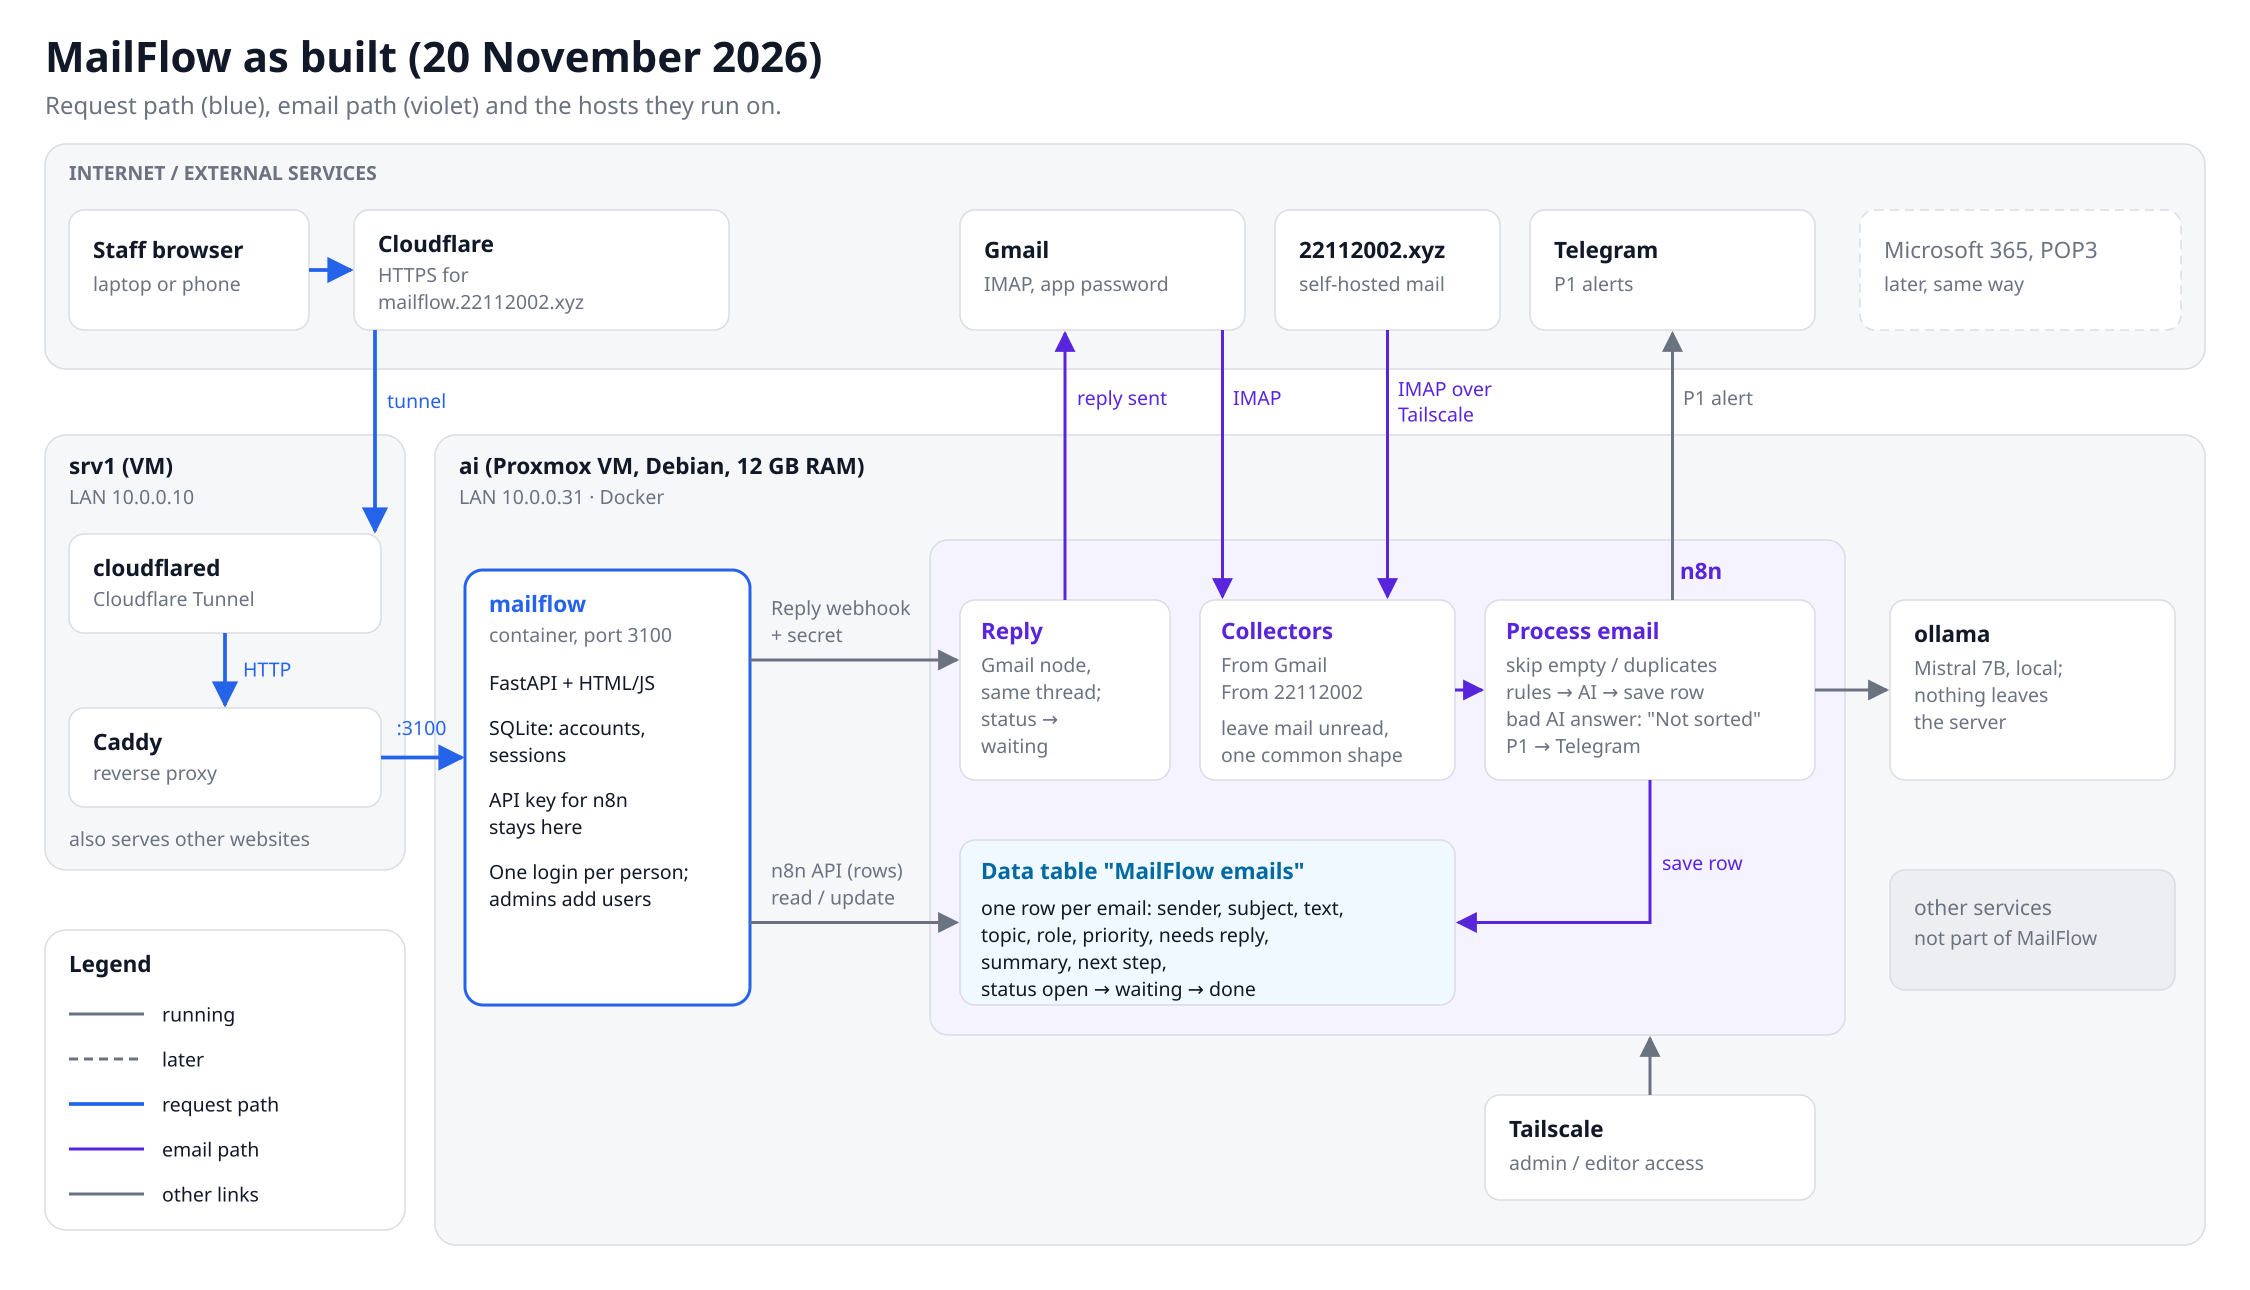 MailFlow as built (20 November 2026)
Request path (blue), email path (violet) and the hosts they run on.
INTERNET / EXTERNAL SERVICES
Staff browser
laptop or phone
Cloudflare
HTTPS for
mailflow.22112002.xyz
Gmail
IMAP, app password
22112002.xyz
self-hosted mail
Telegram
P1 alerts
Microsoft 365, POP3
later, same way
tunnel
reply sent
IMAP
IMAP over
Tailscale
P1 alert
srv1 (VM)
LAN 10.0.0.10
cloudflared
Cloudflare Tunnel
HTTP
Caddy
reverse proxy
:3100
also serves other websites
ai (Proxmox VM, Debian, 12 GB RAM)
LAN 10.0.0.31 · Docker
mailflow
container, port 3100
FastAPI + HTML/JS
SQLite: accounts,
sessions
API key for n8n
stays here
One login per person;
admins add users
Reply webhook
+ secret
n8n API (rows)
read / update
n8n
Reply
Gmail node,
same thread;
status →
waiting
Collectors
From Gmail
From 22112002
leave mail unread,
one common shape
Process email
skip empty / duplicates
rules → AI → save row
bad AI answer: "Not sorted"
P1 → Telegram
ollama
Mistral 7B, local;
nothing leaves
the server
Data table "MailFlow emails"
one row per email: sender, subject, text,
topic, role, priority, needs reply,
summary, next step,
status open → waiting → done
save row
other services
not part of MailFlow
Tailscale
admin / editor access
Legend
running
later
request path
email path
other links